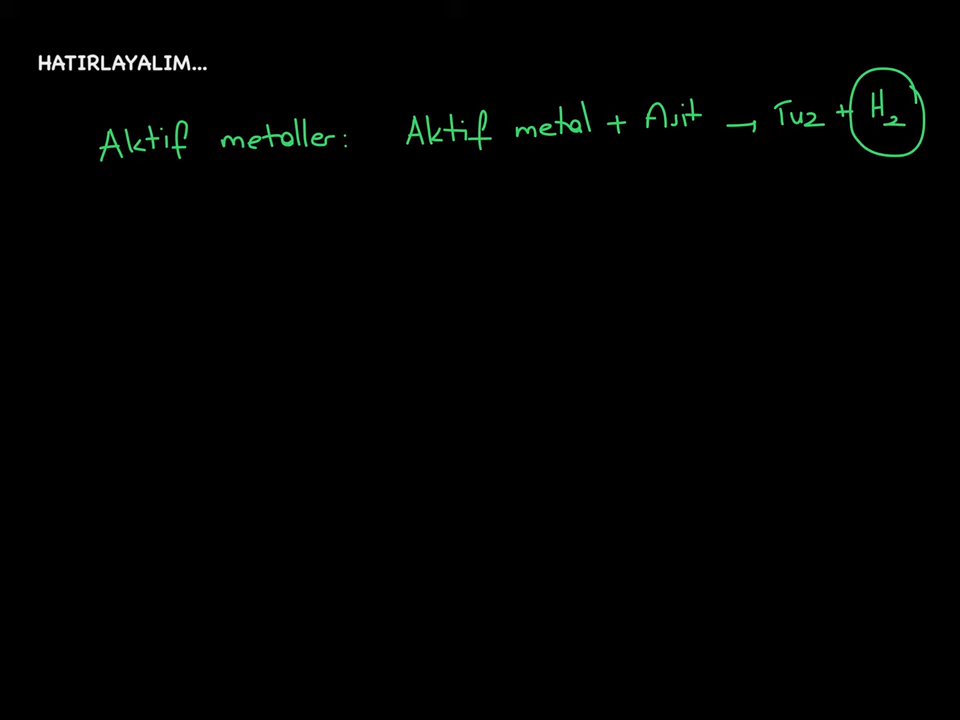 HATIRLAYALIM...
Aktif metaller: Aktif metal + Asit → Tuz + H₂